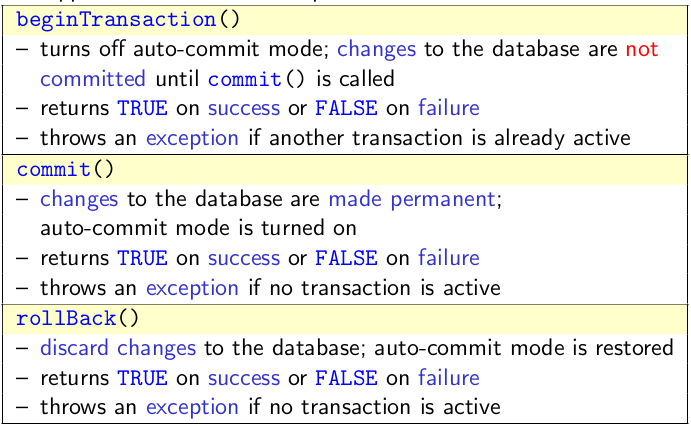 beginTransaction()
– turns off auto-commit mode; changes to the database are not
committed until commit() is called
– returns TRUE on success or FALSE on failure
– throws an exception if another transaction is already active
commit()
– changes to the database are made permanent;
auto-commit mode is turned on
– returns TRUE on success or FALSE on failure
– throws an exception if no transaction is active
rollBack()
– discard changes to the database; auto-commit mode is restored
– returns TRUE on success or FALSE on failure
– throws an exception if no transaction is active